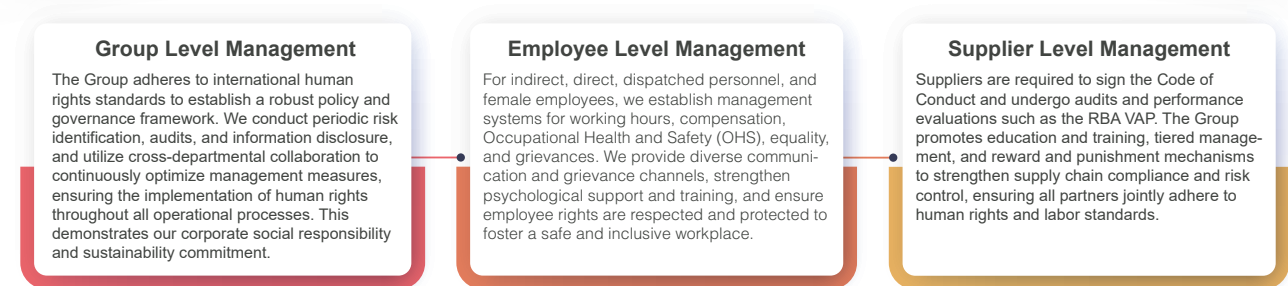 Group Level Management
The Group adheres to international human
rights standards to establish a robust policy and
governance framework. We conduct periodic risk
identification, audits, and information disclosure,
and utilize cross-departmental collaboration to
continuously optimize management measures,
ensuring the implementation of human rights
throughout all operational processes. This
demonstrates our corporate social responsibility
and sustainability commitment.
Employee Level Management
For indirect, direct, dispatched personnel, and
female employees, we establish management
systems for working hours, compensation,
Occupational Health and Safety (OHS), equality,
and grievances. We provide diverse communi-
cation and grievance channels, strengthen
psychological support and training, and ensure
employee rights are respected and protected to
foster a safe and inclusive workplace.
Supplier Level Management
Suppliers are required to sign the Code of
Conduct and undergo audits and performance
evaluations such as the RBA VAP. The Group
promotes education and training, tiered manage-
ment, and reward and punishment mechanisms
to strengthen supply chain compliance and risk
control, ensuring all partners jointly adhere to
human rights and labor standards.